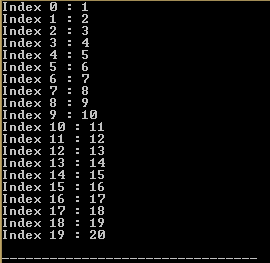 Index 0 : 1
Index 1 : 2
Index 2 : 3
Index 3 : 4
Index 4 : 5
Index 5 : 6
Index 6 : 7
Index 7 : 8
Index 8 : 9
Index 9 : 10
Index 10 : 11
Index 11 : 12
Index 12 : 13
Index 13 : 14
Index 14 : 15
Index 15 : 16
Index 16 : 17
Index 17 : 18
Index 18 : 19
Index 19 : 20
--------------------------------